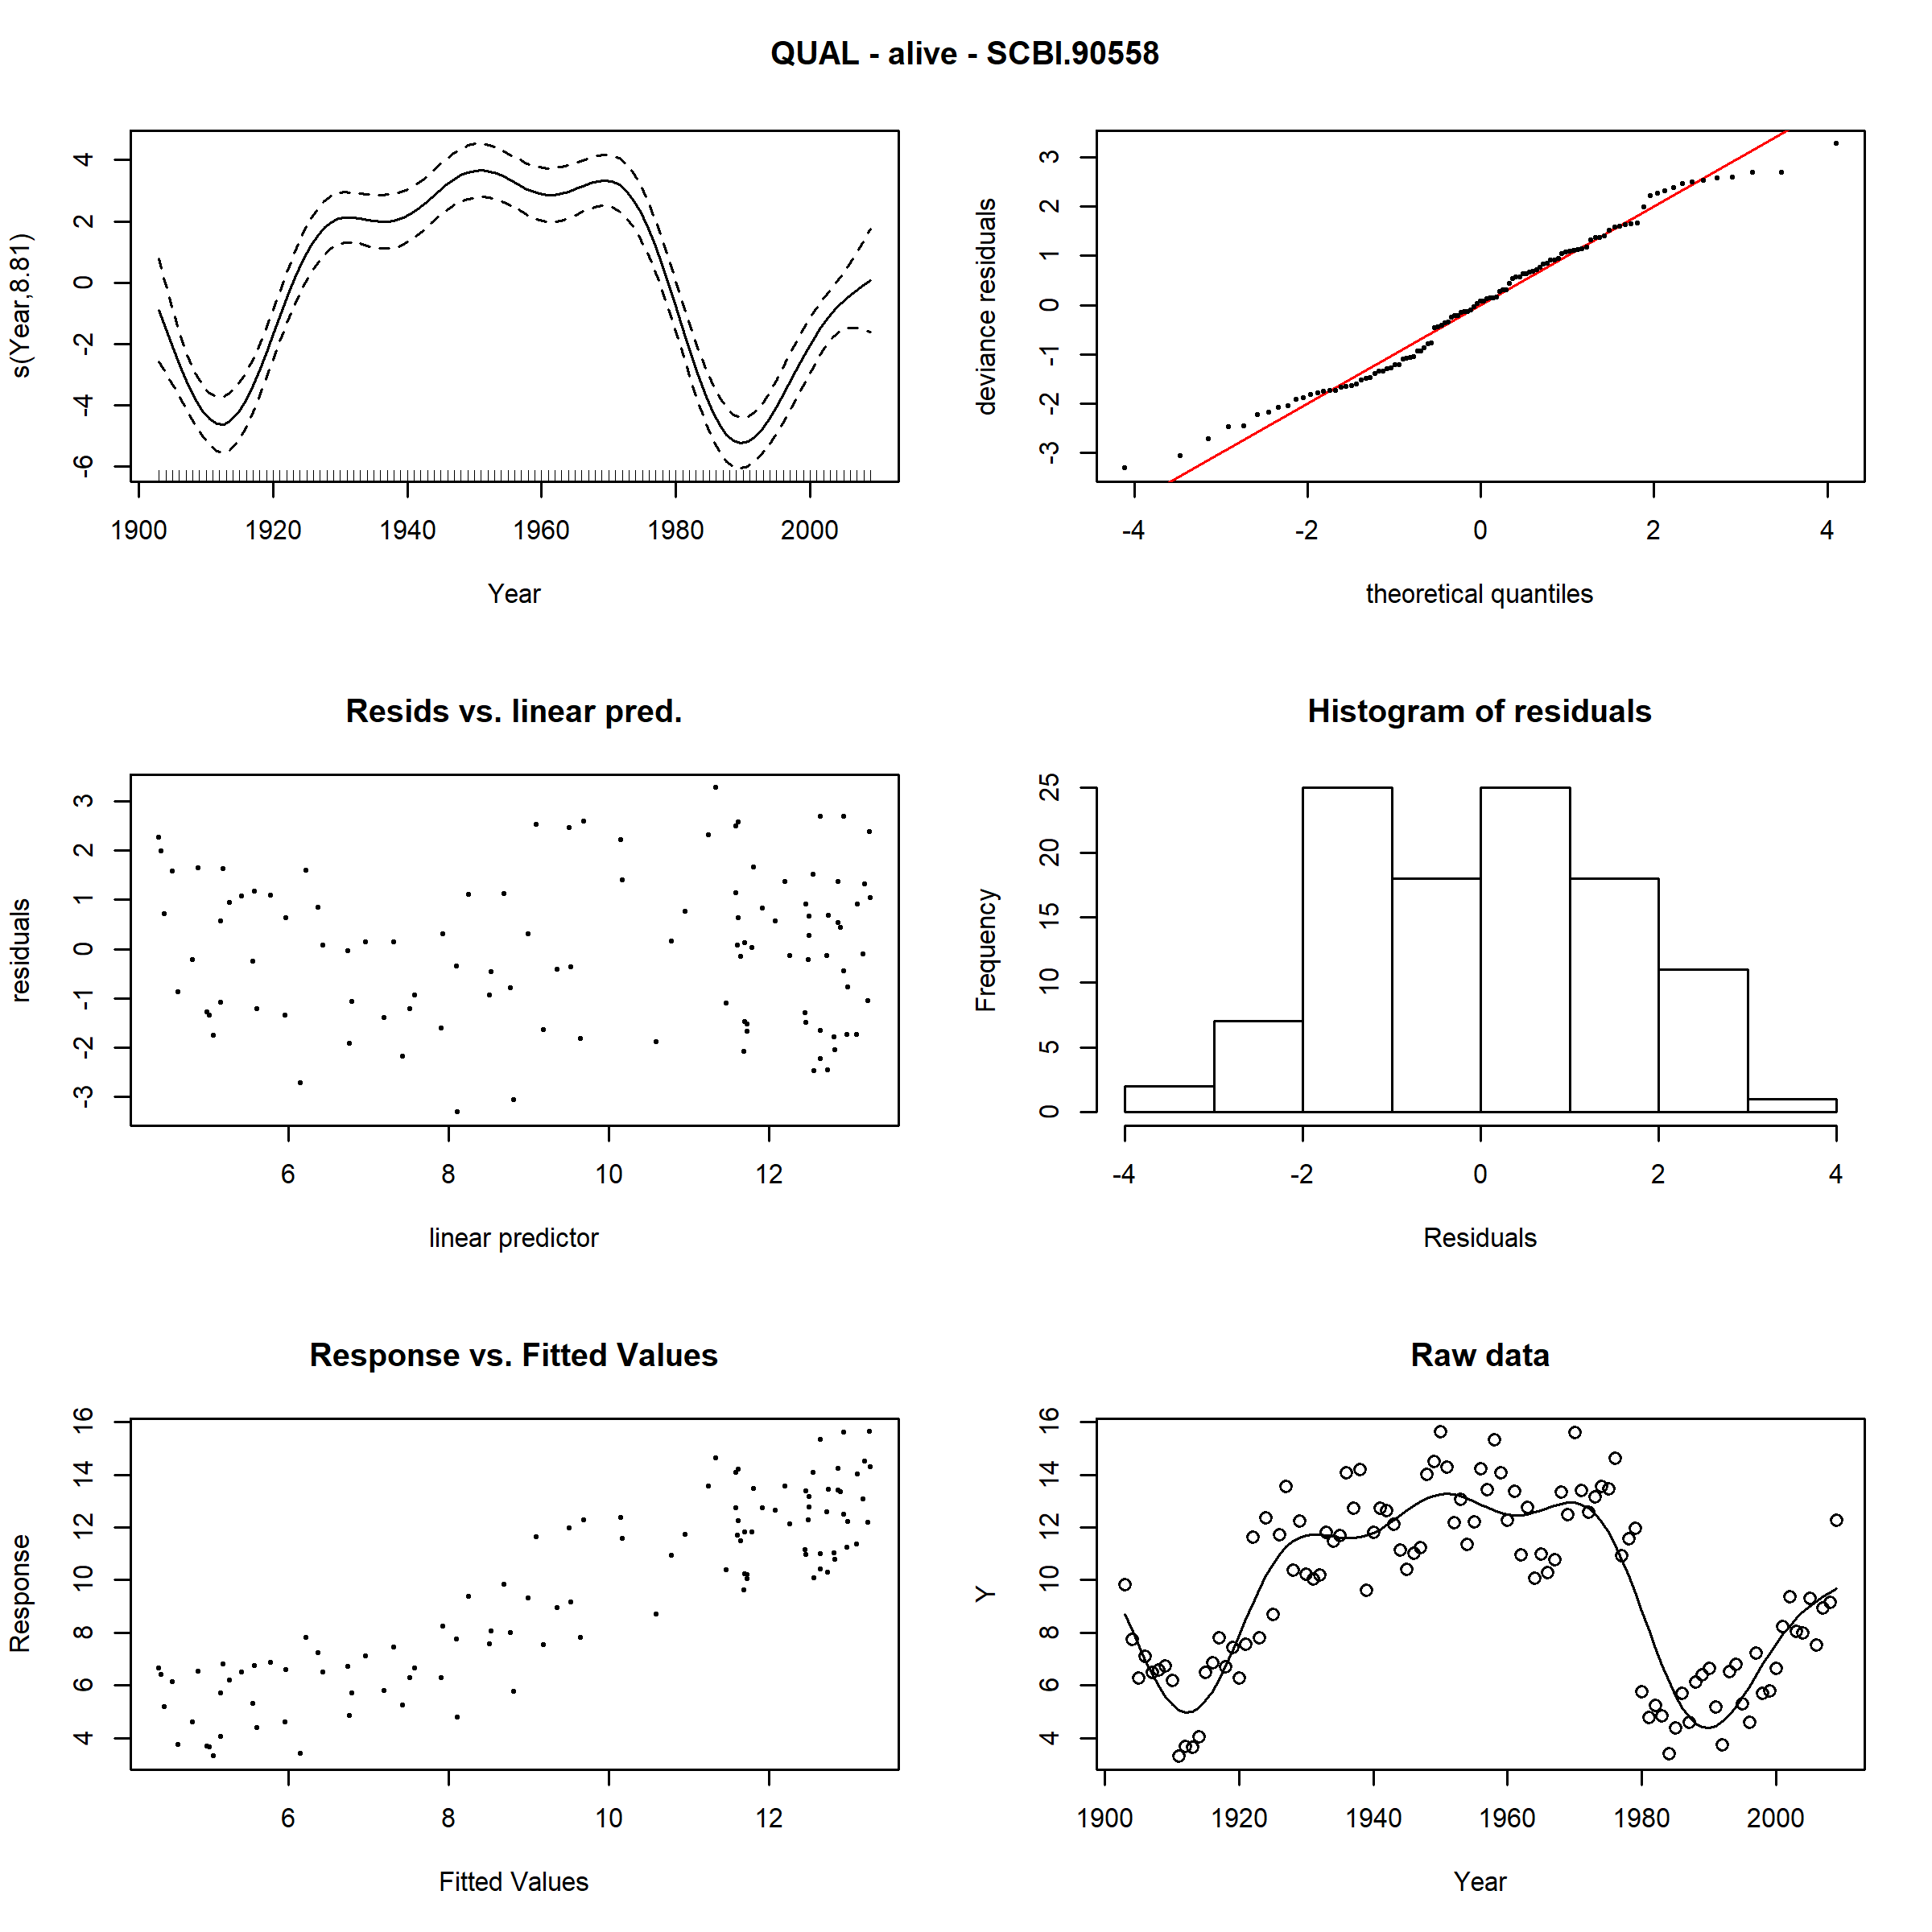 QUAL - alive - SCBI.90558
s(Year,8.81)
4
2
0
-2
-4
-6
1900 1920 1940 1960 1980 2000
Year
deviance residuals
3
2
1
0
-1
-2
-3
-4 -2 0 2 4
theoretical quantiles
Resids vs. linear pred.
residuals
3
2
1
0
-1
-2
-3
6 8 10 12
linear predictor
Histogram of residuals
Frequency
25
20
15
10
5
0
-4 -2 0 2 4
Residuals
Response vs. Fitted Values
Response
16
14
12
10
8
6
4
6 8 10 12
Fitted Values
Raw data
Y
16
14
12
10
8
6
4
1900 1920 1940 1960 1980 2000
Year